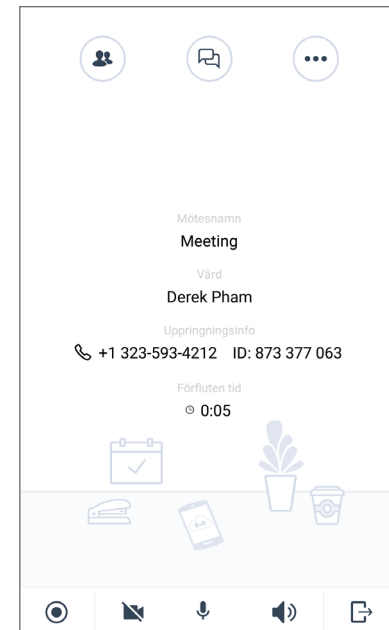 Mötesnamn
Meeting
Värd
Derek Pham
Uppringningsinfo
+1 323-593-4212 ID: 873 377 063
Förfluten tid
0:05